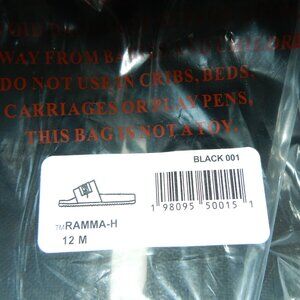 WAY FROM
DO NOT USE IN CRIBS, BEDS,
CARRIAGES OR PLAY PENS,
THIS BAG IS NOT A TOY.
BLACK 001
1 98095 50015 1
TMRAMMA-H
12 M